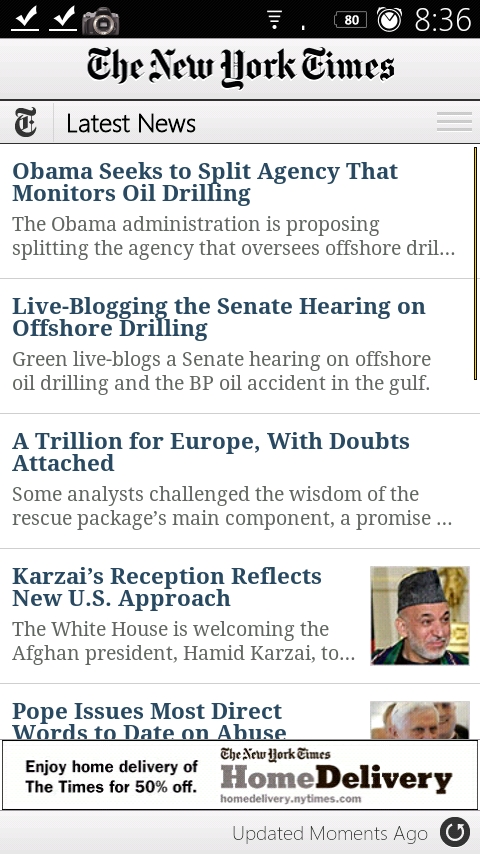 80 8:36
The New York Times
T Latest News
Obama Seeks to Split Agency That
Monitors Oil Drilling
The Obama administration is proposing
splitting the agency that oversees offshore dril...
Live-Blogging the Senate Hearing on
Offshore Drilling
Green live-blogs a Senate hearing on offshore
oil drilling and the BP oil accident in the gulf.
A Trillion for Europe, With Doubts
Attached
Some analysts challenged the wisdom of the
rescue package’s main component, a promise ...
Karzai’s Reception Reflects
New U.S. Approach
The White House is welcoming the
Afghan president, Hamid Karzai, to...
Pope Issues Most Direct
Words to Date on Abuse
Enjoy home delivery of
The Times for 50% off.
The New York Times
HomeDelivery
homedelivery.nytimes.com
Updated Moments Ago